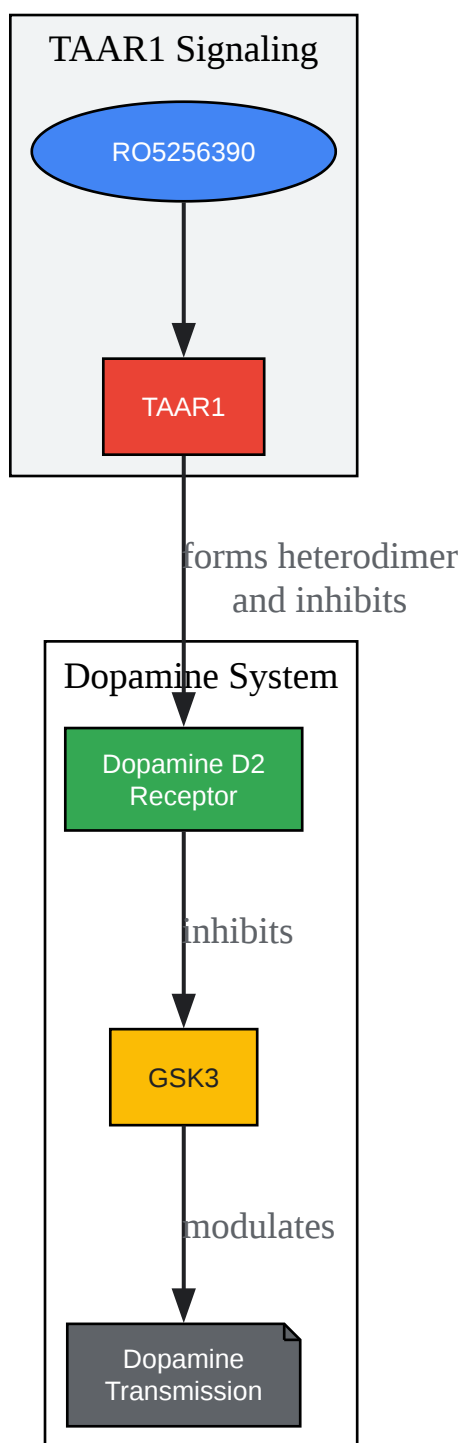 TAAR1 Signaling
RO5256390
TAAR1
forms heterodimer
and inhibits
Dopamine System
Dopamine D2
Receptor
inhibits
GSK3
modulates
Dopamine
Transmission